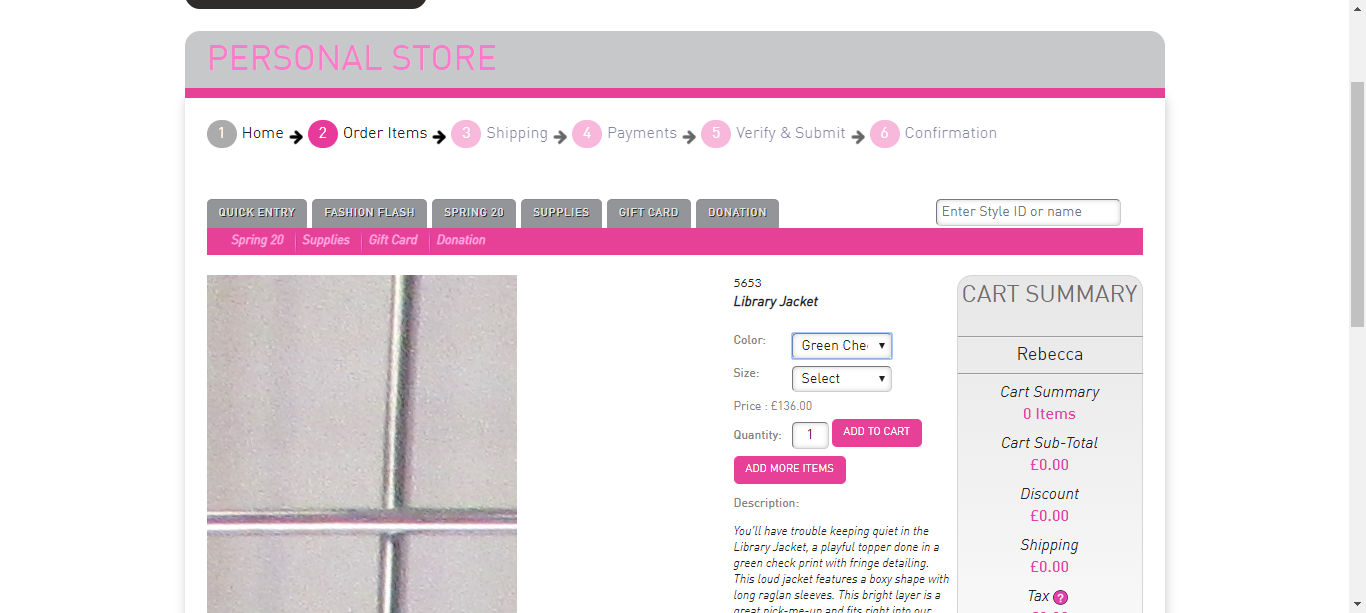 PERSONAL STORE
1 Home 2 Order Items 3 Shipping 4 Payments 5 Verify & Submit 6 Confirmation
QUICK ENTRY FASHION FLASH SPRING 20 SUPPLIES GIFT CARD DONATION
Enter Style ID or name
Spring 20 Supplies Gift Card Donation
5653
Library Jacket
Color: Green Che
Size: Select
Price : £136.00
Quantity: 1 ADD TO CART
ADD MORE ITEMS
Description:
You'll have trouble keeping quiet in the
Library Jacket, a playful topper done in a
green check print with fringe detailing.
This loud jacket features a boxy shape with
long raglan sleeves. This bright layer is a
great pick-me-up and fits right into our
CART SUMMARY
Rebecca
Cart Summary
0 Items
Cart Sub-Total
£0.00
Discount
£0.00
Shipping
£0.00
Tax ?